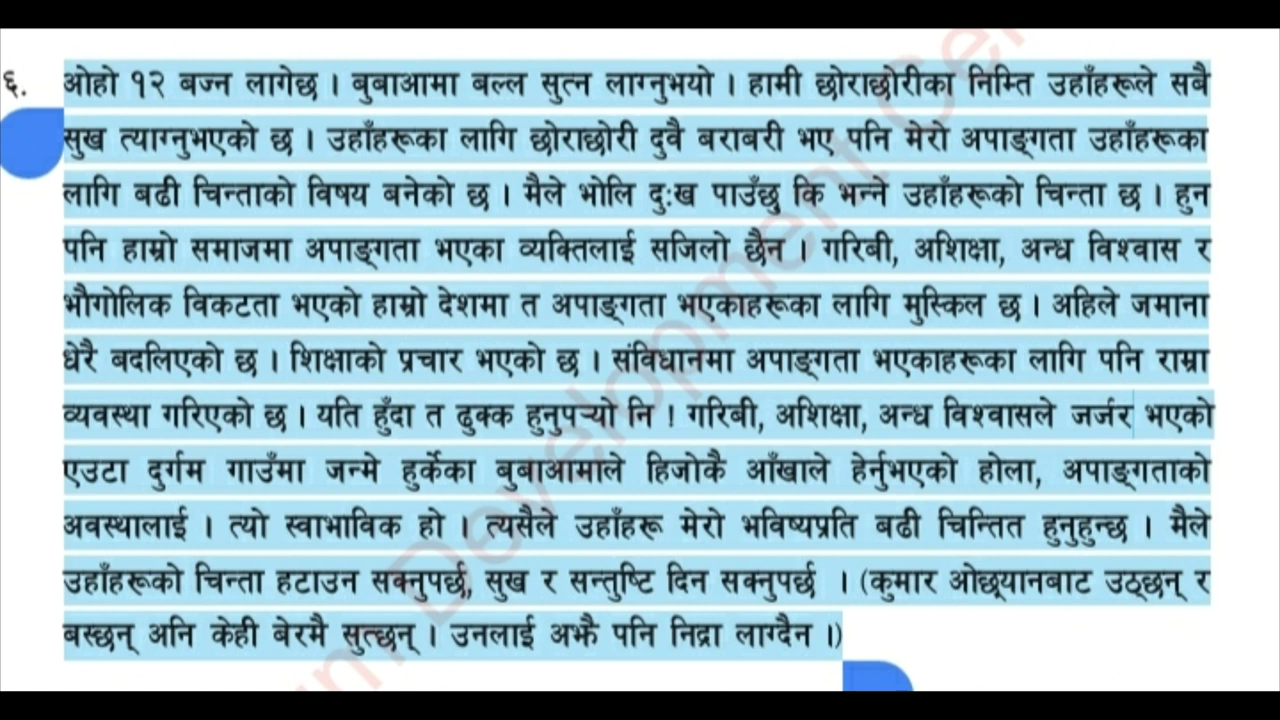 ६. ओहो १२ बज्न लागेछ । बुबाआमा बल्ल सुत्न लाग्नुभयो । हामी छोराछोरीका निम्ति उहाँहरूले सबै
सुख त्याग्नुभएको छ । उहाँहरूका लागि छोराछोरी दुवै बराबरी भए पनि मेरो अपाङ्गता उहाँहरूका
लागि बढी चिन्ताको विषय बनेको छ । मैले भोलि दुःख पाउँछु कि भन्ने उहाँहरूको चिन्ता छ । हुन
पनि हाम्रो समाजमा अपाङ्गता भएका व्यक्तिलाई सजिलो छैन । गरिबी, अशिक्षा, अन्ध विश्वास र
भौगोलिक विकटता भएको हाम्रो देशमा त अपाङ्गता भएकाहरूका लागि मुस्किल छ । अहिले जमाना
धेरै बदलिएको छ । शिक्षाको प्रचार भएको छ । संविधानमा अपाङ्गता भएकाहरूका लागि पनि राम्रा
व्यवस्था गरिएको छ । यति हुँदा त ढुक्क हुनुपर्‍यो नि ! गरिबी, अशिक्षा, अन्ध विश्वासले जर्जर भएको
एउटा दुर्गम गाउँमा जन्मे हुर्केका बुबाआमाले हिजोकै आँखाले हेर्नुभएको होला, अपाङ्गताको
अवस्थालाई । त्यो स्वाभाविक हो । त्यसैले उहाँहरू मेरो भविष्यप्रति बढी चिन्तित हुनुहुन्छ । मैले
उहाँहरूको चिन्ता हटाउन सक्नुपर्छ, सुख र सन्तुष्टि दिन सक्नुपर्छ । (कुमार ओछ्यानबाट उठ्छन् र
बस्छन् अनि केही बेरमै सुत्छन् । उनलाई अझै पनि निद्रा लाग्दैन ।)
Development